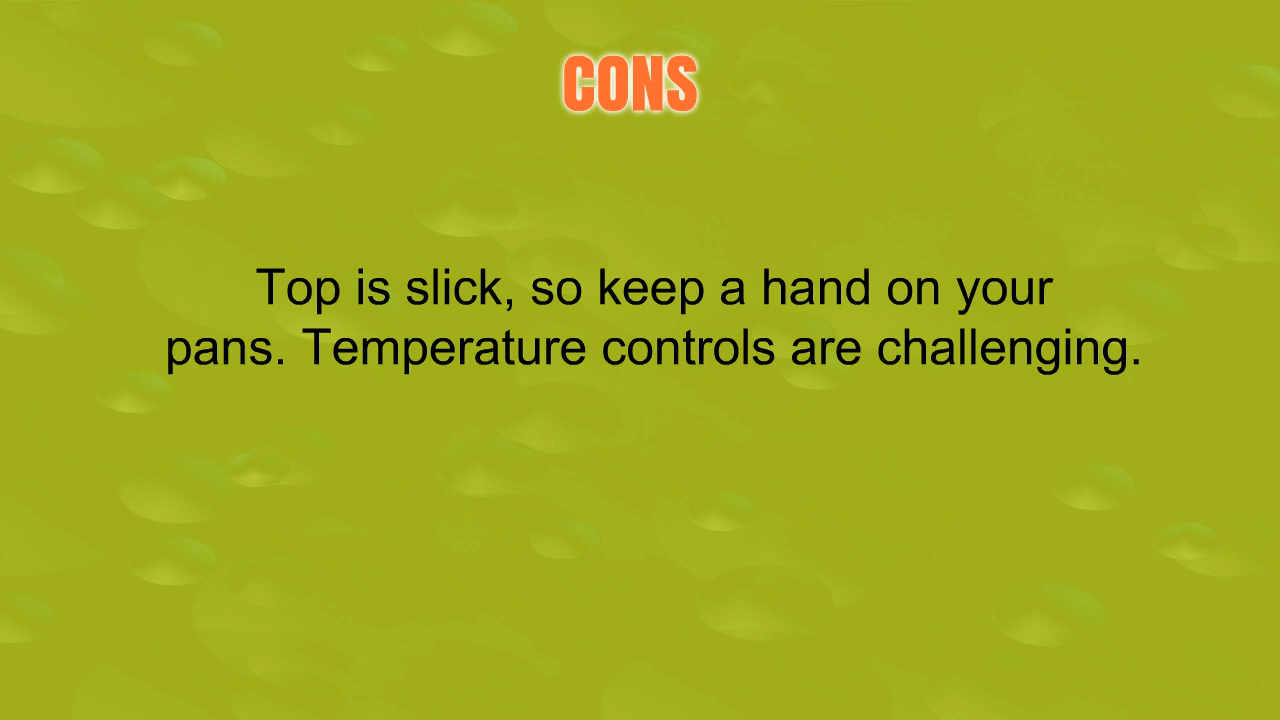 CONS
Top is slick, so keep a hand on your
pans. Temperature controls are challenging.